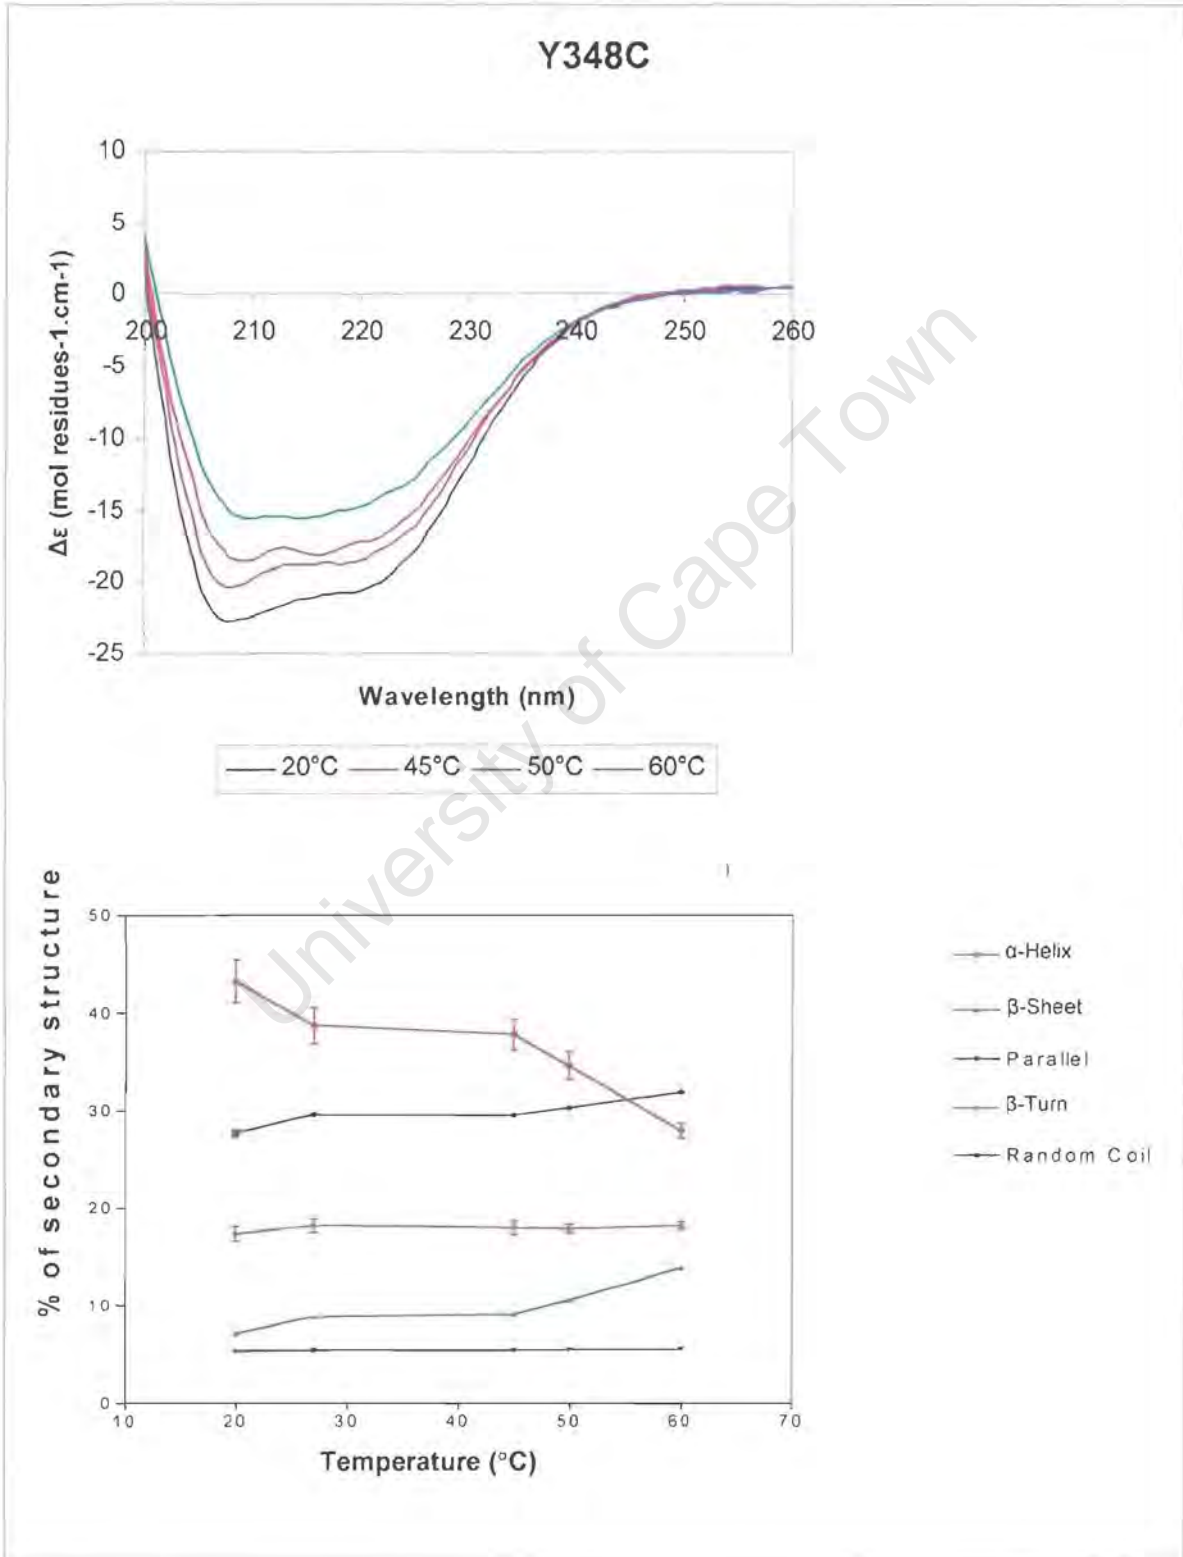 Y348C
10
5
0
-5
-10
-15
-20
-25
200 210 220 230 240 250 260
Δε (mol residues-1.cm-1)
Wavelength (nm)
20°C 45°C 50°C 60°C
% of secondary structure
50
40
30
20
10
0
10 20 30 40 50 60 70
Temperature (°C)
α-Helix
β-Sheet
Parallel
β-Turn
Random Coil
University of Cape Town